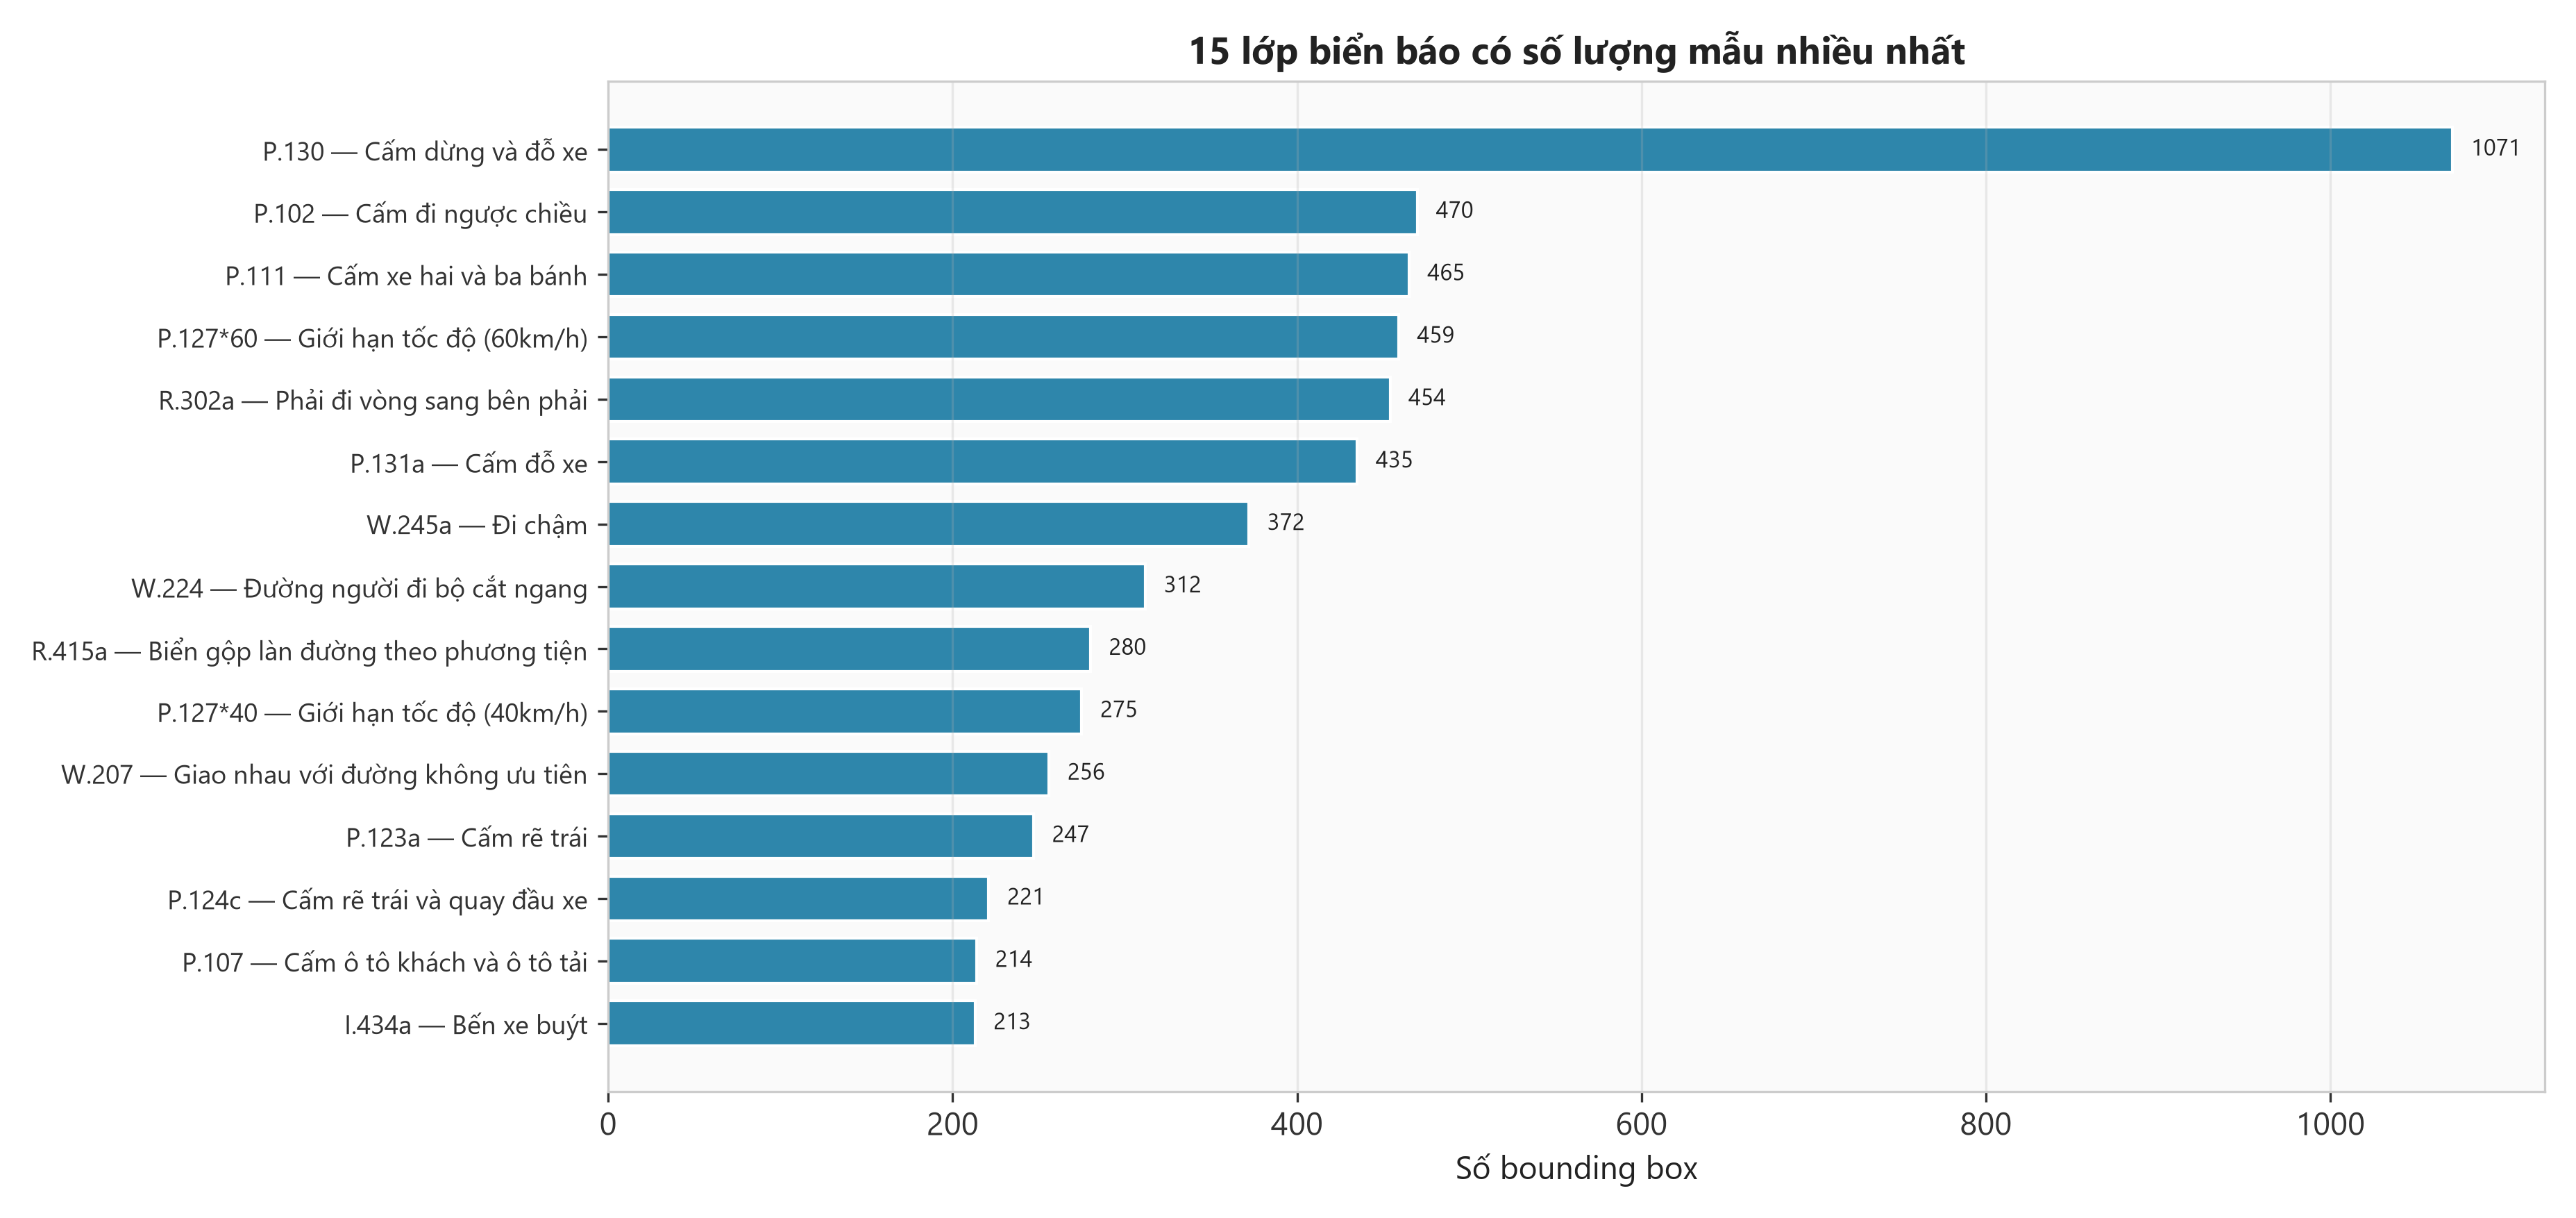 15 lớp biển báo có số lượng mẫu nhiều nhất
P.130 — Cấm dừng và đỗ xe 1071
P.102 — Cấm đi ngược chiều 470
P.111 — Cấm xe hai và ba bánh 465
P.127*60 — Giới hạn tốc độ (60km/h) 459
R.302a — Phải đi vòng sang bên phải 454
P.131a — Cấm đỗ xe 435
W.245a — Đi chậm 372
W.224 — Đường người đi bộ cắt ngang 312
R.415a — Biển gộp làn đường theo phương tiện 280
P.127*40 — Giới hạn tốc độ (40km/h) 275
W.207 — Giao nhau với đường không ưu tiên 256
P.123a — Cấm rẽ trái 247
P.124c — Cấm rẽ trái và quay đầu xe 221
P.107 — Cấm ô tô khách và ô tô tải 214
I.434a — Bến xe buýt 213
0 200 400 600 800 1000
Số bounding box